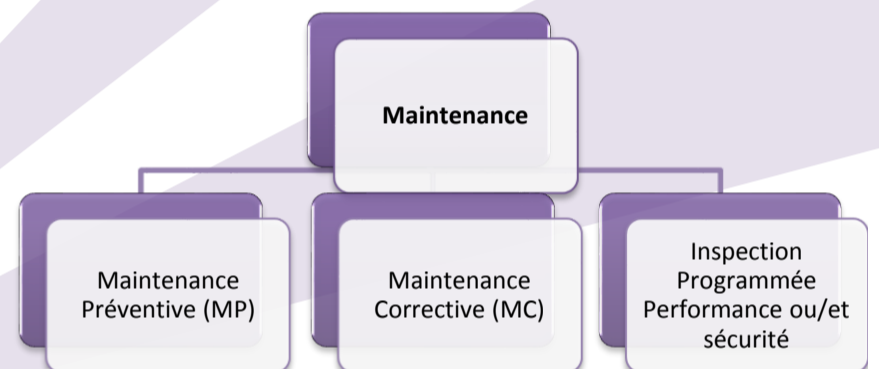 Maintenance
Maintenance
Préventive (MP)
Maintenance
Corrective (MC)
Inspection
Programmée
Performance ou/et
sécurité